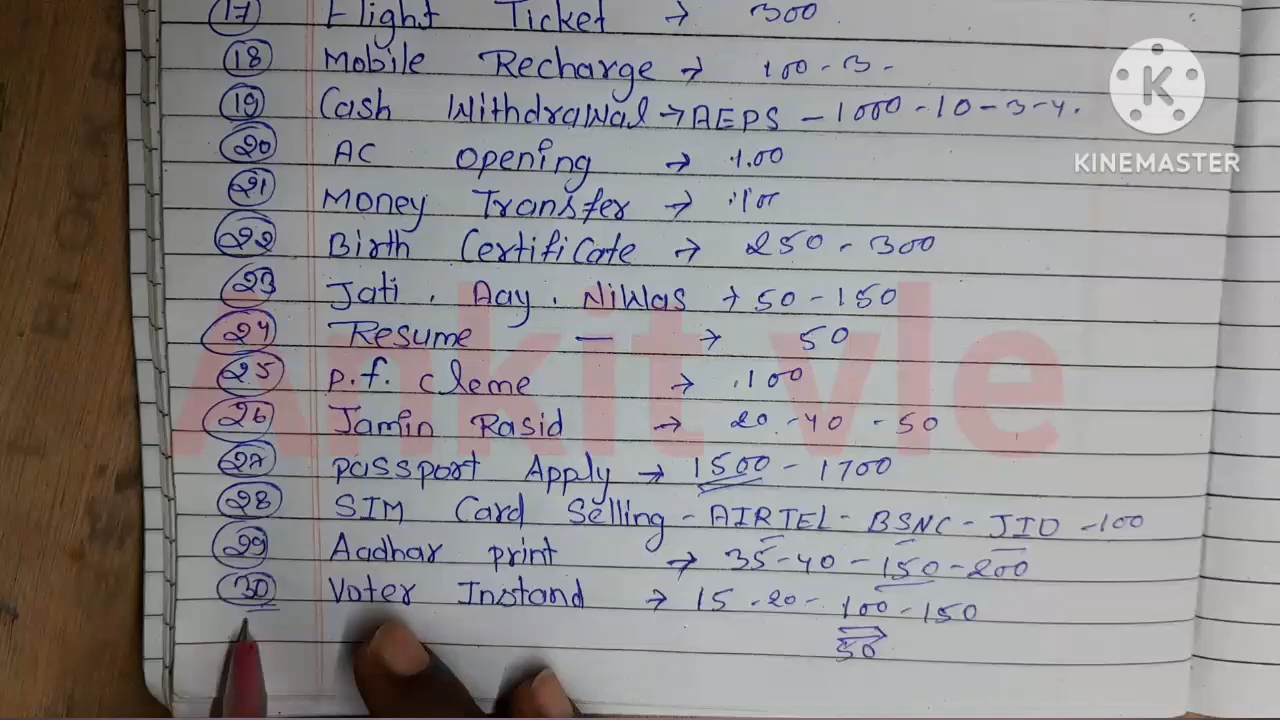 17 Flight Ticket → 300
18 Mobile Recharge → 100-3-
19 Cash Withdrawal → AEPS - 1000 - 10 - 3-4.
20 AC opening → 100
21 Money Transfer →
22 Birth Certificate → 250 - 300
23 Jati . Aay . Niwas → 50 - 150
24 Resume — → 50
25 P.f. cleme → 100
26 Jamin Rasid → 20 - 40 - 50
27 Passport Apply → 1500 - 1700
28 SIM Card Selling - AIRTEL - BSNC - JIO - 100
29 Aadhar print → 35 - 40 - 150 - 200
30 Voter Instand → 15 - 20 - 100 - 150
50
K
KINEMASTER
Ankit vle